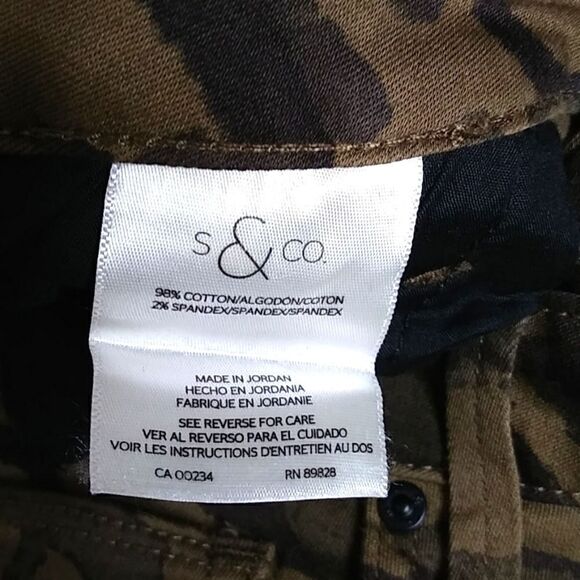 S & CO.
98% COTTON/ALGODÓN/COTON
2% SPANDEX/SPANDEX/SPANDEX
MADE IN JORDAN
HECHO EN JORDANIA
FABRIQUE EN JORDANIE
SEE REVERSE FOR CARE
VER AL REVERSO PARA EL CUIDADO
VOIR LES INSTRUCTIONS D'ENTRETIEN AU DOS
CA 00234 RN 89828